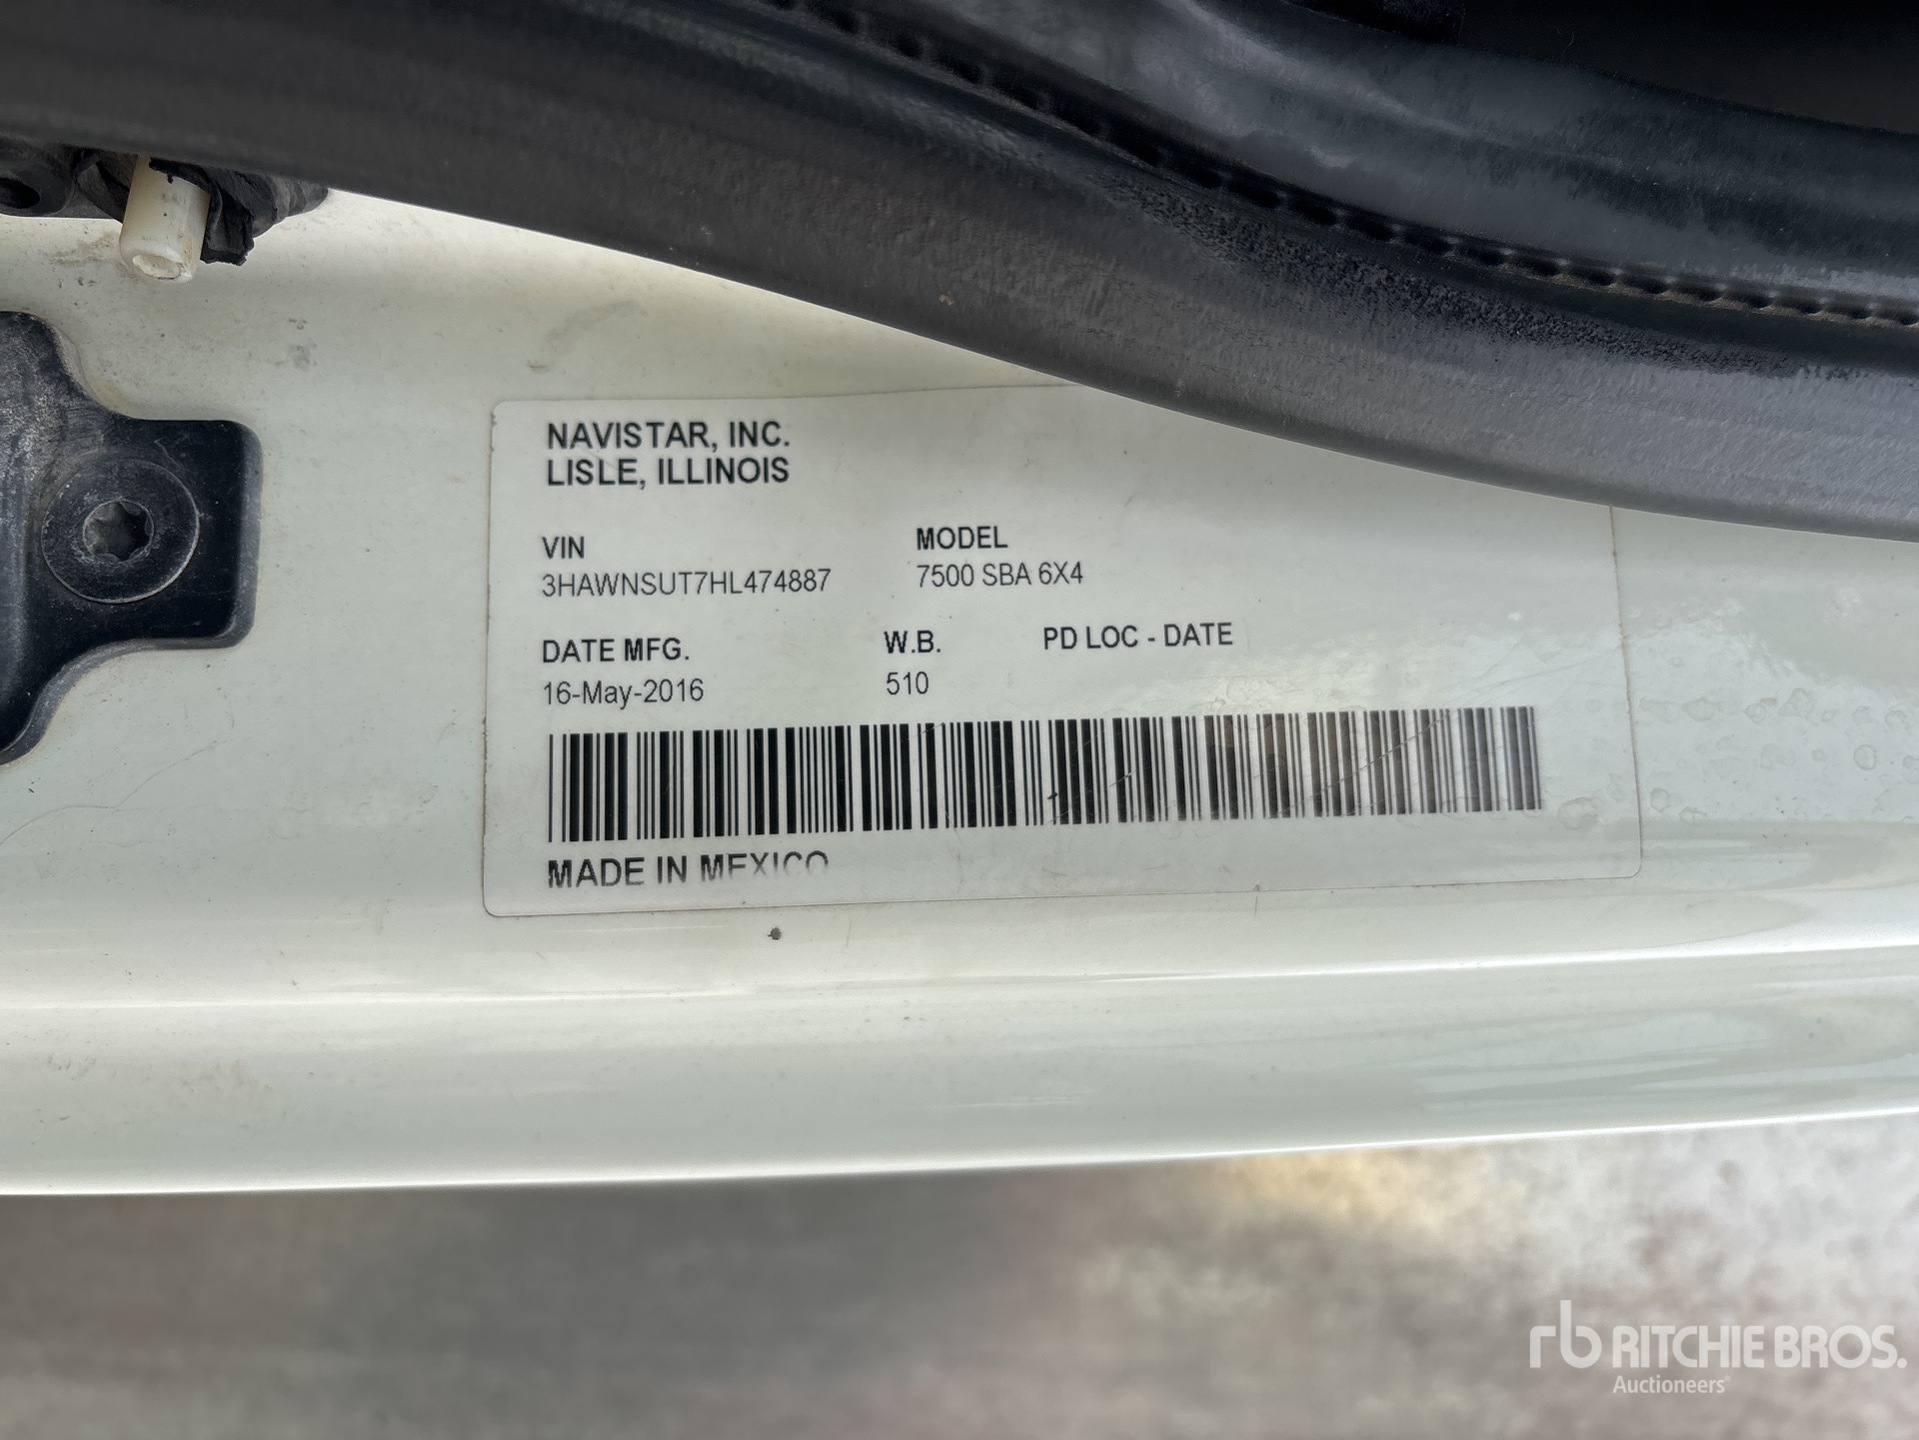 NAVISTAR, INC.
LISLE, ILLINOIS
VIN MODEL
3HAWNSUT7HL474887 7500 SBA 6X4
DATE MFG. W.B. PD LOC - DATE
16-May-2016 510
MADE IN MEXICO
rb RITCHIE BROS.
Auctioneers